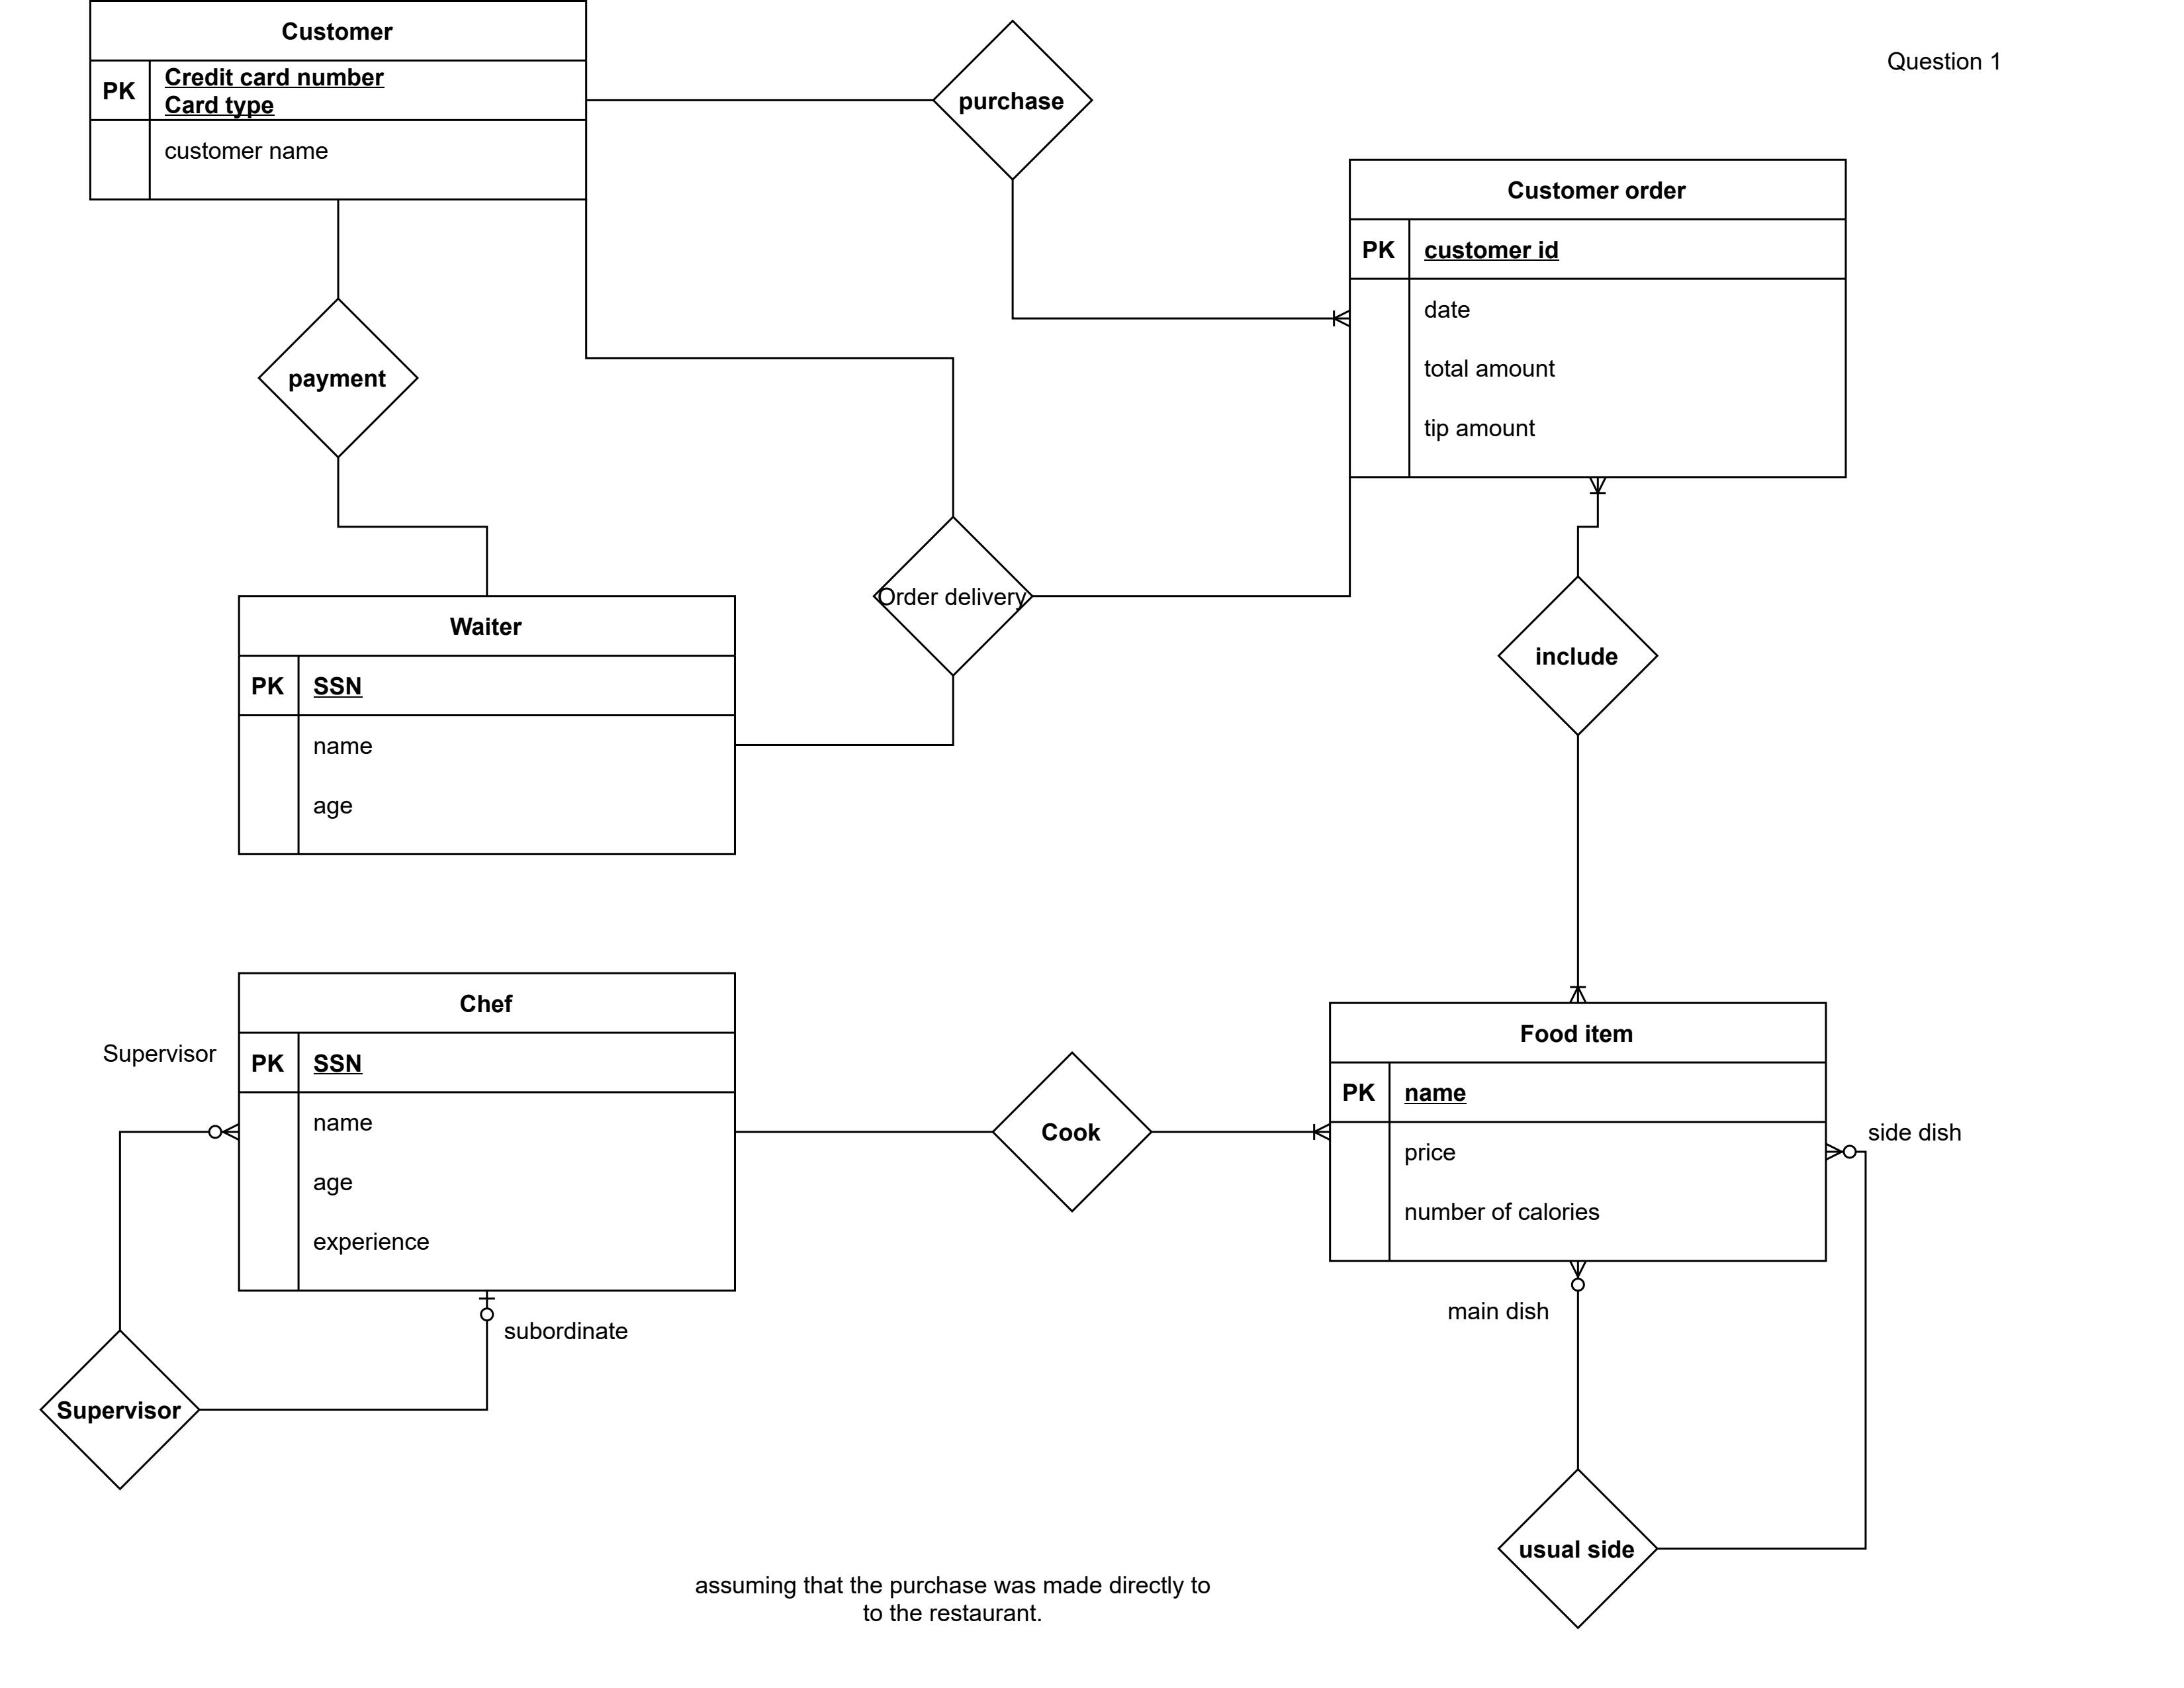 Customer
PK
Credit card number
Card type
customer name
purchase
Question 1
Customer order
PK
customer id
date
total amount
tip amount
payment
Order delivery
include
Waiter
PK
SSN
name
age
Chef
Supervisor
PK
SSN
name
age
experience
subordinate
Supervisor
Cook
Food item
PK
name
price
number of calories
side dish
main dish
usual side
assuming that the purchase was made directly to
to the restaurant.